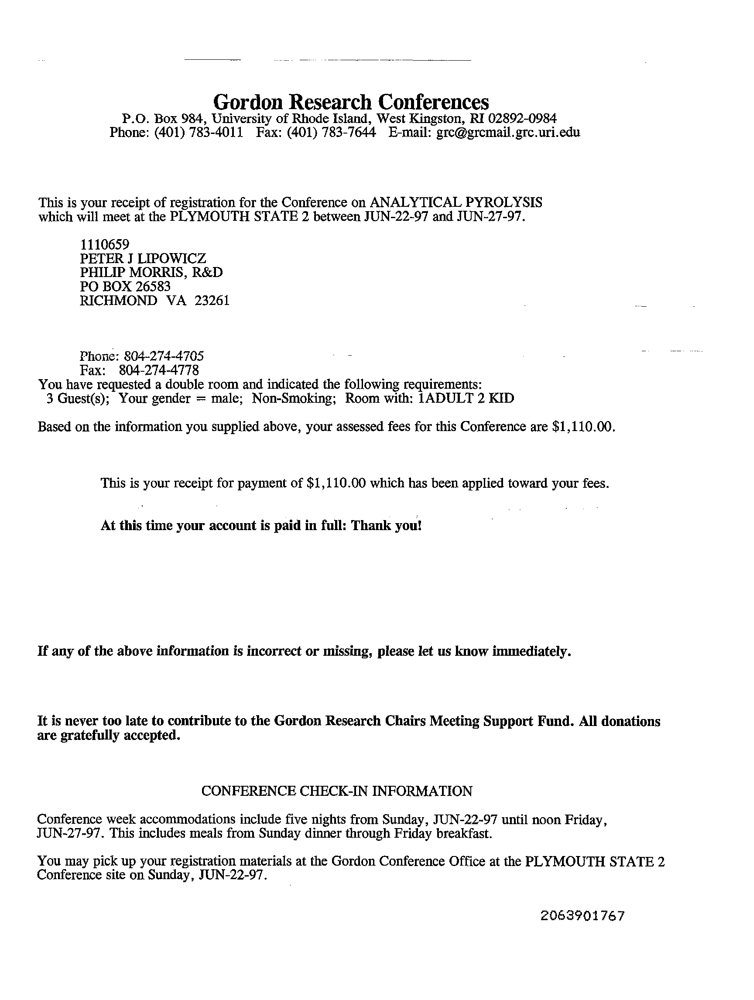 Gordon Research Conferences
P.O. Box 984, University of Rhode Island, West Kingston, RI 02892-0984
Phone: (401) 783-4011 Fax: (401) 783-7644 E-mail: grc@grcmail.grc.uri.edu
This is your receipt of registration for the Conference on ANALYTICAL PYROLYSIS
which will meet at the PLYMOUTH STATE 2 between JUN-22-97 and JUN-27-97.
1110659
PETER J LIPOWICZ
PHILIP MORRIS, R&D
PO BOX 26583
RICHMOND VA 23261
Phone: 804-274-4705
Fax: 804-274-4778
You have requested a double room and indicated the following requirements:
3 Guest(s); Your gender = male; Non-Smoking; Room with: 1ADULT 2 KID
Based on the information you supplied above, your assessed fees for this Conference are $1,110.00.
This is your receipt for payment of $1,110.00 which has been applied toward your fees.
At this time your account is paid in full: Thank you!
If any of the above information is incorrect or missing, please let us know immediately.
It is never too late to contribute to the Gordon Research Chairs Meeting Support Fund. All donations
are gratefully accepted.
CONFERENCE CHECK-IN INFORMATION
Conference week accommodations include five nights from Sunday, JUN-22-97 until noon Friday,
JUN-27-97. This includes meals from Sunday dinner through Friday breakfast.
You may pick up your registration materials at the Gordon Conference Office at the PLYMOUTH STATE 2
Conference site on Sunday, JUN-22-97.
2063901767